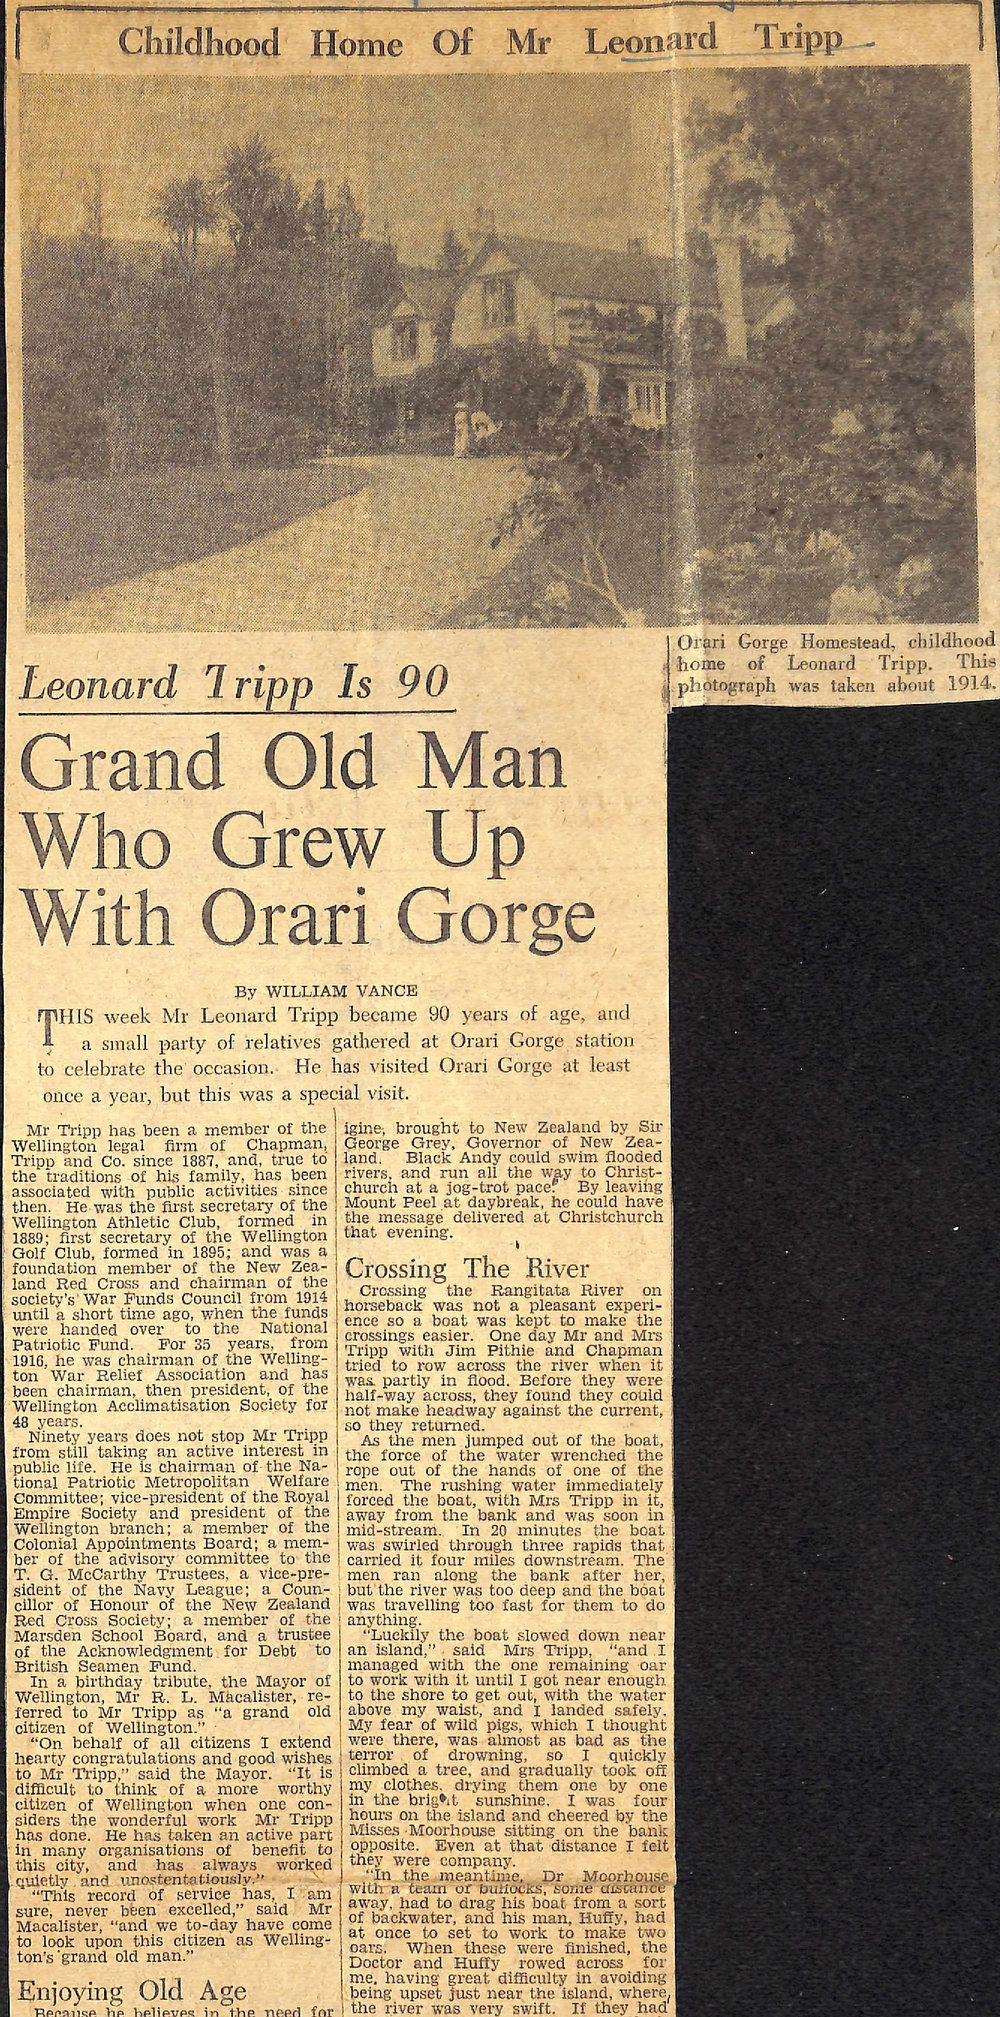 Childhood Home Of Mr Leonard Tripp
Orari Gorge Homestead, childhood
home of Leonard Tripp. This
photograph was taken about 1914.
Leonard Tripp Is 90
Grand Old Man
Who Grew Up
With Orari Gorge
By WILLIAM VANCE
THIS week Mr Leonard Tripp became 90 years of age, and
a small party of relatives gathered at Orari Gorge station
to celebrate the occasion. He has visited Orari Gorge at least
once a year, but this was a special visit.
Mr Tripp has been a member of the
Wellington legal firm of Chapman,
Tripp and Co. since 1887, and, true to
the traditions of his family, has been
associated with public activities since
then. He was the first secretary of the
Wellington Athletic Club, formed in
1889; first secretary of the Wellington
Golf Club, formed in 1895; and was a
foundation member of the New Zea-
land Red Cross and chairman of the
society's War Funds Council from 1914
until a short time ago, when the funds
were handed over to the National
Patriotic Fund. For 35 years, from
1916, he was chairman of the Welling-
ton War Relief Association and has
been chairman, then president, of the
Wellington Acclimatisation Society for
48 years.
Ninety years does not stop Mr Tripp
from still taking an active interest in
public life. He is chairman of the Na-
tional Patriotic Metropolitan Welfare
Committee; vice-president of the Royal
Empire Society and president of the
Wellington branch; a member of the
Colonial Appointments Board; a mem-
ber of the advisory committee to the
T. G. McCarthy Trustees, a vice-pre-
sident of the Navy League; a Coun-
cillor of Honour of the New Zealand
Red Cross Society; a member of the
Marsden School Board, and a trustee
of the Acknowledgment for Debt to
British Seamen Fund.
In a birthday tribute, the Mayor of
Wellington, Mr R. L. Macalister, re-
ferred to Mr Tripp as "a grand old
citizen of Wellington."
"On behalf of all citizens I extend
hearty congratulations and good wishes
to Mr Tripp," said the Mayor. "It is
difficult to think of a more worthy
citizen of Wellington when one con-
siders the wonderful work Mr Tripp
has done. He has taken an active part
in many organisations of benefit to
this city, and has always worked
quietly and unostentatiously."
"This record of service has, I am
sure, never been excelled," said Mr
Macalister, "and we to-day have come
to look upon this citizen as Welling-
ton's grand old man."
Enjoying Old Age
Because he believes in the need for
igine, brought to New Zealand by Sir
George Grey, Governor of New Zea-
land. Black Andy could swim flooded
rivers, and run all the way to Christ-
church at a jog-trot pace. By leaving
Mount Peel at daybreak, he could have
the message delivered at Christchurch
that evening.
Crossing The River
Crossing the Rangitata River on
horseback was not a pleasant experi-
ence so a boat was kept to make the
crossings easier. One day Mr and Mrs
Tripp with Jim Pithie and Chapman
tried to row across the river when it
was partly in flood. Before they were
half-way across, they found they could
not make headway against the current,
so they returned.
As the men jumped out of the boat,
the force of the water wrenched the
rope out of the hands of one of the
men. The rushing water immediately
forced the boat, with Mrs Tripp in it,
away from the bank and was soon in
mid-stream. In 20 minutes the boat
was swirled through three rapids that
carried it four miles downstream. The
men ran along the bank after her,
but the river was too deep and the boat
was travelling too fast for them to do
anything.
"Luckily the boat slowed down near
an island," said Mrs Tripp, "and I
managed with the one remaining oar
to work with it until I got near enough
to the shore to get out, with the water
above my waist, and I landed safely.
My fear of wild pigs, which I thought
were there, was almost as bad as the
terror of drowning, so I quickly
climbed a tree, and gradually took off
my clothes, drying them one by one
in the bright sunshine. I was four
hours on the island and cheered by the
Misses Moorhouse sitting on the bank
opposite. Even at that distance I felt
they were company.
"In the meantime, Dr Moorhouse
with a team of bullocks, some distance
away, had to drag his boat from a sort
of backwater, and his man, Huffy, had
at once to set to work to make two
oars. When these were finished, the
Doctor and Huffy rowed across for
me, having great difficulty in avoiding
being upset just near the island, where
the river was very swift. If they had